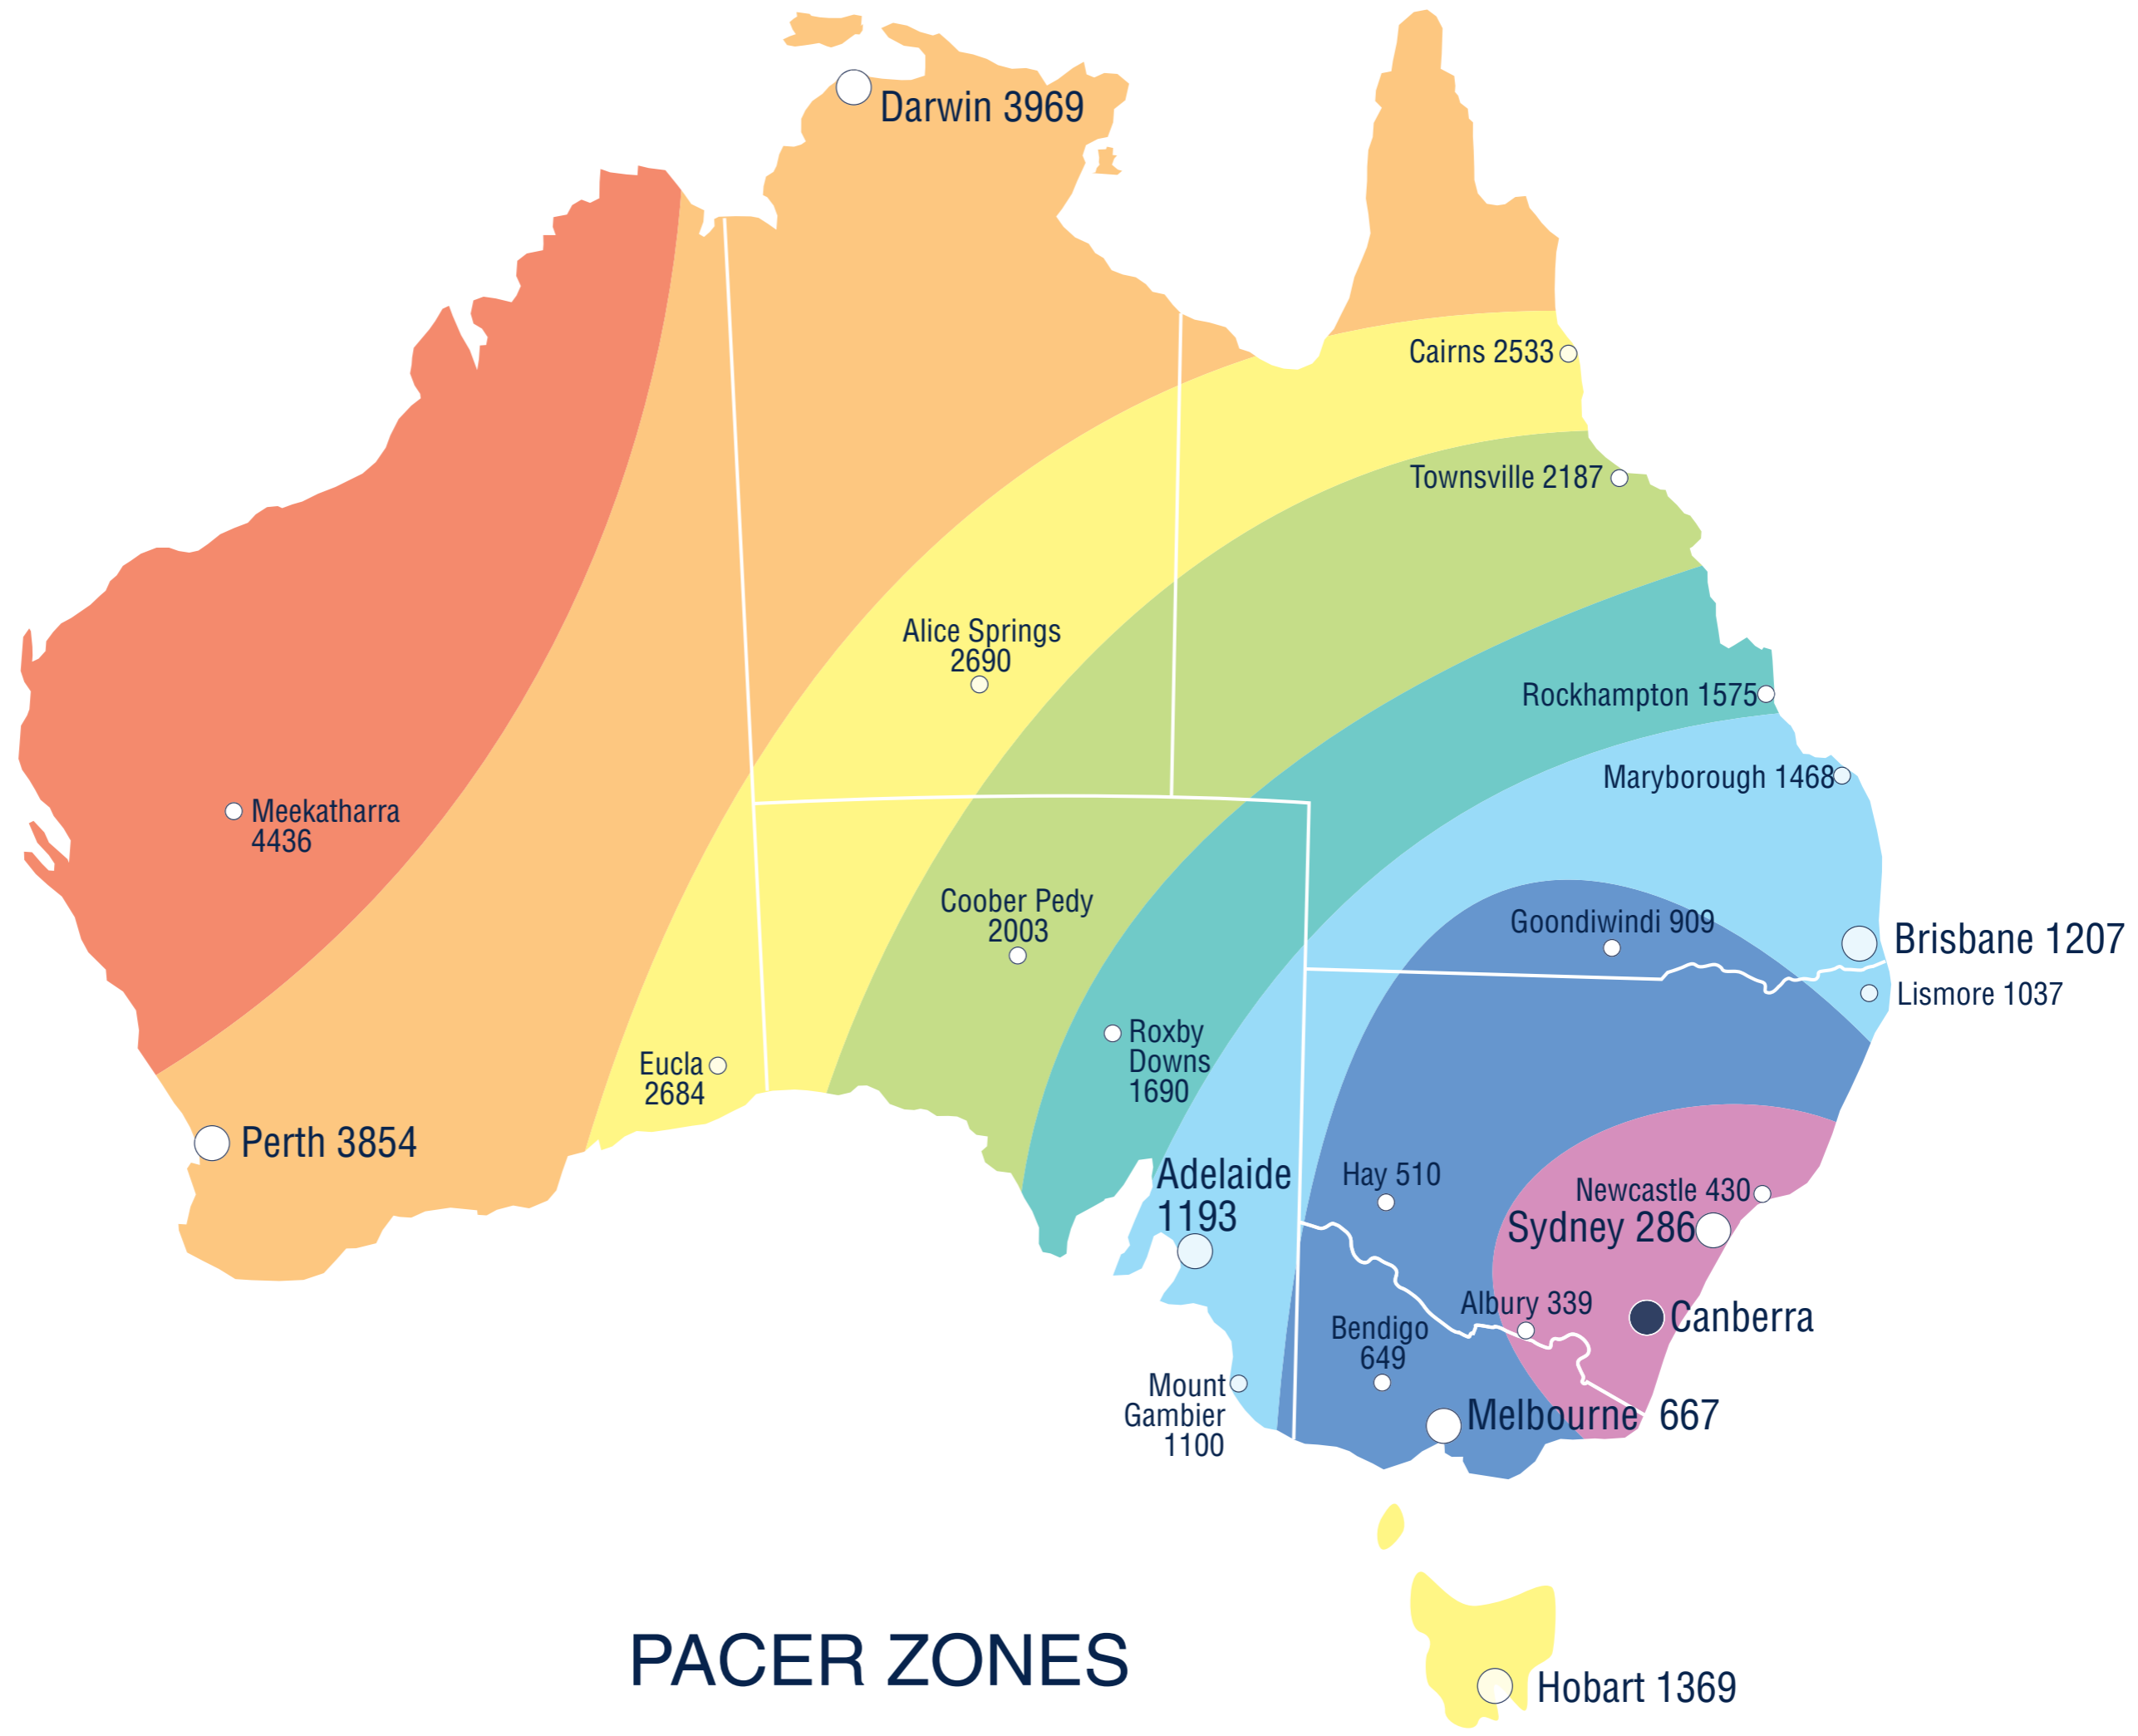 Darwin 3969
Cairns 2533
Townsville 2187
Alice Springs
2690
Rockhampton 1575
Maryborough 1468
Meekatharra
4436
Coober Pedy
2003
Goondiwindi 909
Brisbane 1207
Lismore 1037
Roxby
Downs
1690
Eucla
2684
Perth 3854
Adelaide
1193
Hay 510
Newcastle 430
Sydney 286
Albury 339
Canberra
Bendigo
649
Mount
Gambier
1100
Melbourne 667
PACER ZONES
Hobart 1369